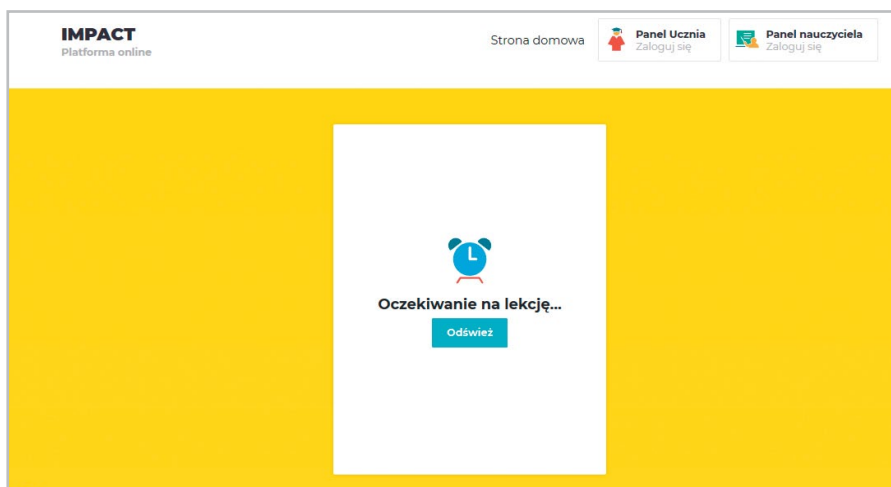 IMPACT
Platforma online
Strona domowa
Panel Ucznia
Zaloguj się
Panel nauczyciela
Zaloguj się
Oczekiwanie na lekcję...
Odśwież